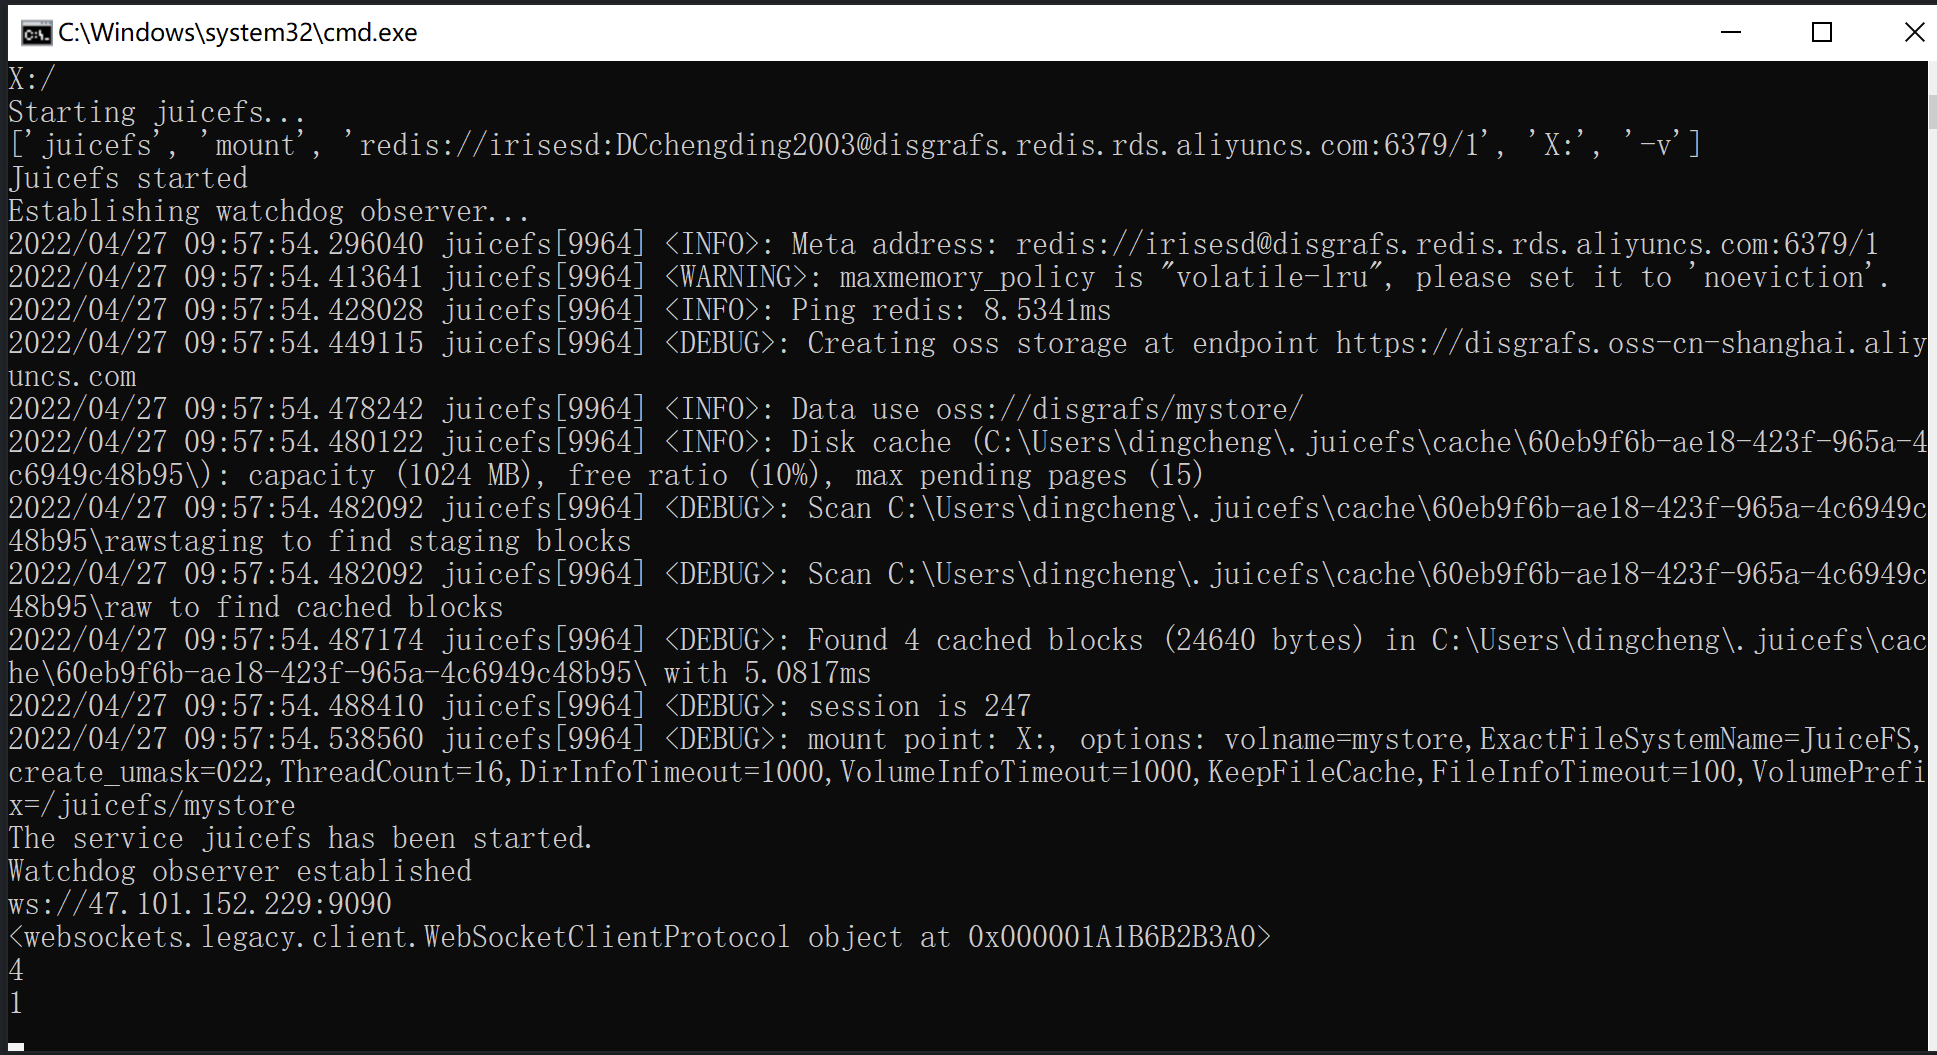 C:\Windows\system32\cmd.exe
X:/
Starting juicefs...
['juicefs', 'mount', 'redis://irisesd:DCchengding2003@disgrafs.redis.rds.aliyuncs.com:6379/1', 'X:', '-v']
Juicefs started
Establishing watchdog observer...
2022/04/27 09:57:54.296040 juicefs[9964] <INFO>: Meta address: redis://irisesd@disgrafs.redis.rds.aliyuncs.com:6379/1
2022/04/27 09:57:54.413641 juicefs[9964] <WARNING>: maxmemory_policy is "volatile-lru", please set it to 'noeviction'.
2022/04/27 09:57:54.428028 juicefs[9964] <INFO>: Ping redis: 8.5341ms
2022/04/27 09:57:54.449115 juicefs[9964] <DEBUG>: Creating oss storage at endpoint https://disgrafs.oss-cn-shanghai.aliy
uncs.com
2022/04/27 09:57:54.478242 juicefs[9964] <INFO>: Data use oss://disgrafs/mystore/
2022/04/27 09:57:54.480122 juicefs[9964] <INFO>: Disk cache (C:\Users\dingcheng\.juicefs\cache\60eb9f6b-ae18-423f-965a-4
c6949c48b95\): capacity (1024 MB), free ratio (10%), max pending pages (15)
2022/04/27 09:57:54.482092 juicefs[9964] <DEBUG>: Scan C:\Users\dingcheng\.juicefs\cache\60eb9f6b-ae18-423f-965a-4c6949c
48b95\rawstaging to find staging blocks
2022/04/27 09:57:54.482092 juicefs[9964] <DEBUG>: Scan C:\Users\dingcheng\.juicefs\cache\60eb9f6b-ae18-423f-965a-4c6949c
48b95\raw to find cached blocks
2022/04/27 09:57:54.487174 juicefs[9964] <DEBUG>: Found 4 cached blocks (24640 bytes) in C:\Users\dingcheng\.juicefs\cac
he\60eb9f6b-ae18-423f-965a-4c6949c48b95\ with 5.0817ms
2022/04/27 09:57:54.488410 juicefs[9964] <DEBUG>: session is 247
2022/04/27 09:57:54.538560 juicefs[9964] <DEBUG>: mount point: X:, options: volname=mystore,ExactFileSystemName=JuiceFS,
create_umask=022,ThreadCount=16,DirInfoTimeout=1000,VolumeInfoTimeout=1000,KeepFileCache,FileInfoTimeout=100,VolumePrefi
x=/juicefs/mystore
The service juicefs has been started.
Watchdog observer established
ws://47.101.152.229:9090
<websockets.legacy.client.WebSocketClientProtocol object at 0x000001A1B6B2B3A0>
4
1